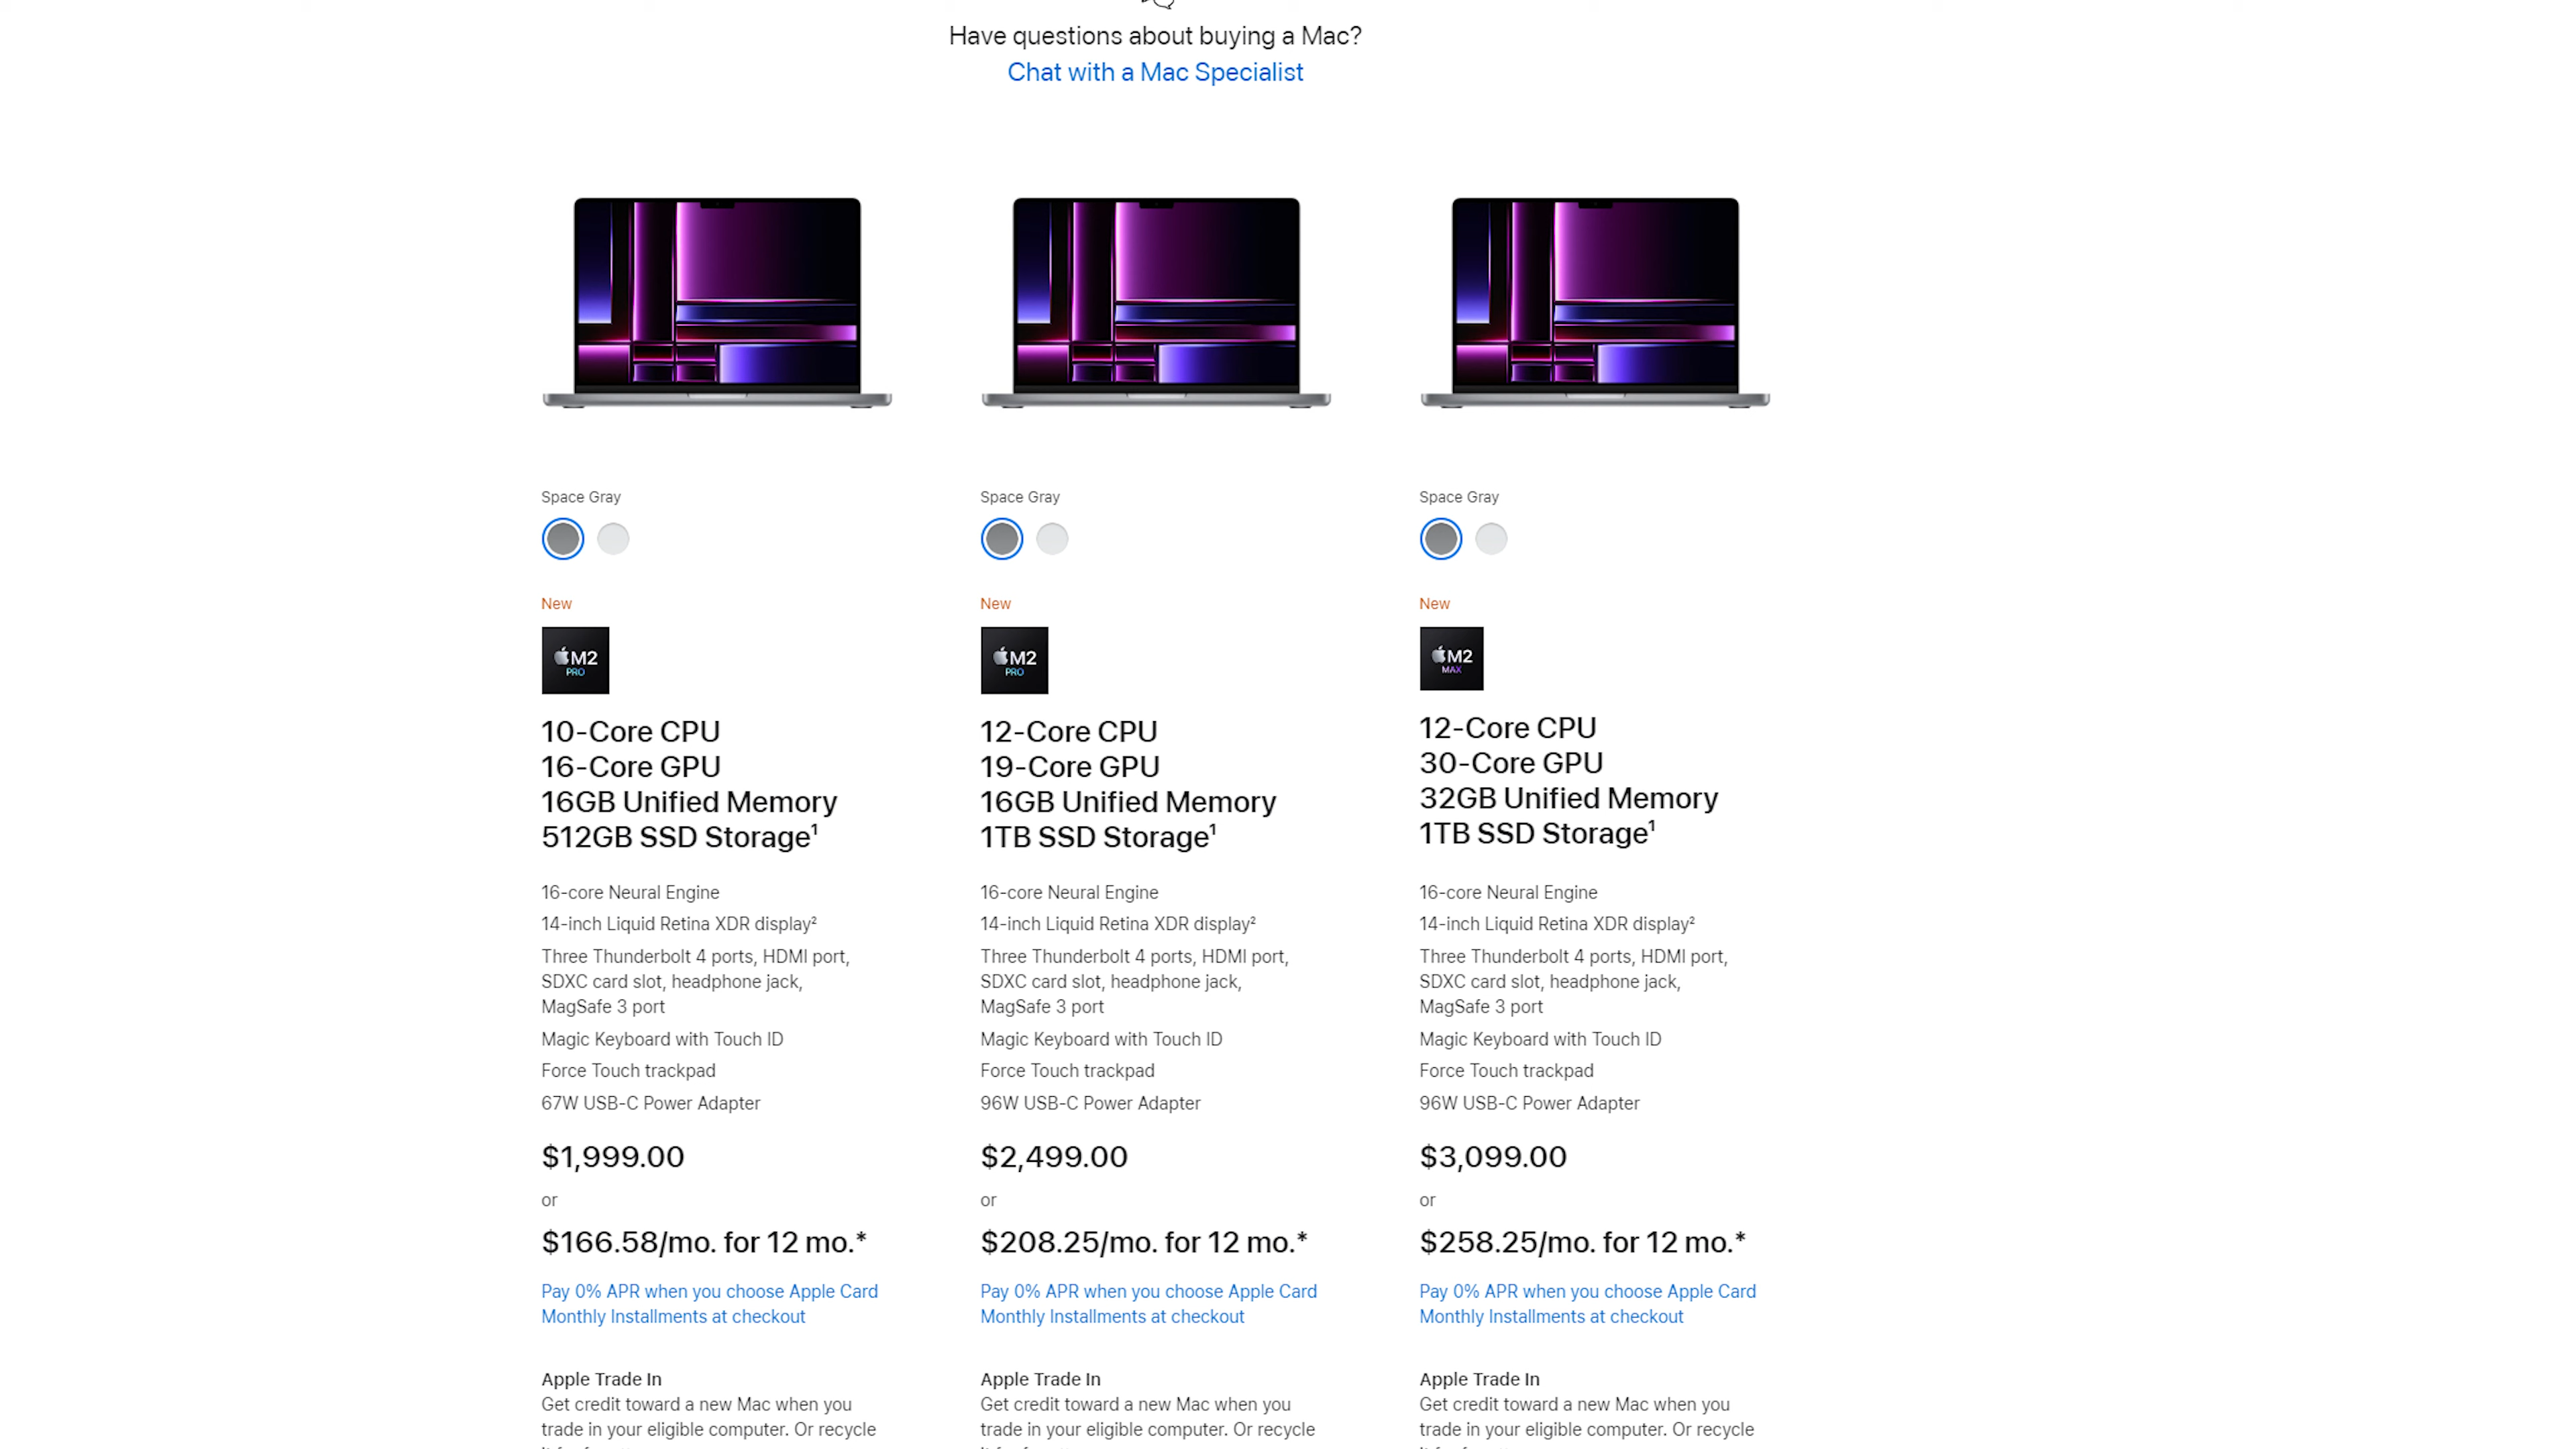 Have questions about buying a Mac?
Chat with a Mac Specialist
Space Gray
New
M2
PRO
10-Core CPU
16-Core GPU
16GB Unified Memory
512GB SSD Storage¹
16-core Neural Engine
14-inch Liquid Retina XDR display²
Three Thunderbolt 4 ports, HDMI port,
SDXC card slot, headphone jack,
MagSafe 3 port
Magic Keyboard with Touch ID
Force Touch trackpad
67W USB-C Power Adapter
$1,999.00
or
$166.58/mo. for 12 mo.*
Pay 0% APR when you choose Apple Card
Monthly Installments at checkout
Apple Trade In
Get credit toward a new Mac when you
trade in your eligible computer. Or recycle
Space Gray
New
M2
PRO
12-Core CPU
19-Core GPU
16GB Unified Memory
1TB SSD Storage¹
16-core Neural Engine
14-inch Liquid Retina XDR display²
Three Thunderbolt 4 ports, HDMI port,
SDXC card slot, headphone jack,
MagSafe 3 port
Magic Keyboard with Touch ID
Force Touch trackpad
96W USB-C Power Adapter
$2,499.00
or
$208.25/mo. for 12 mo.*
Pay 0% APR when you choose Apple Card
Monthly Installments at checkout
Apple Trade In
Get credit toward a new Mac when you
trade in your eligible computer. Or recycle
Space Gray
New
M2
MAX
12-Core CPU
30-Core GPU
32GB Unified Memory
1TB SSD Storage¹
16-core Neural Engine
14-inch Liquid Retina XDR display²
Three Thunderbolt 4 ports, HDMI port,
SDXC card slot, headphone jack,
MagSafe 3 port
Magic Keyboard with Touch ID
Force Touch trackpad
96W USB-C Power Adapter
$3,099.00
or
$258.25/mo. for 12 mo.*
Pay 0% APR when you choose Apple Card
Monthly Installments at checkout
Apple Trade In
Get credit toward a new Mac when you
trade in your eligible computer. Or recycle